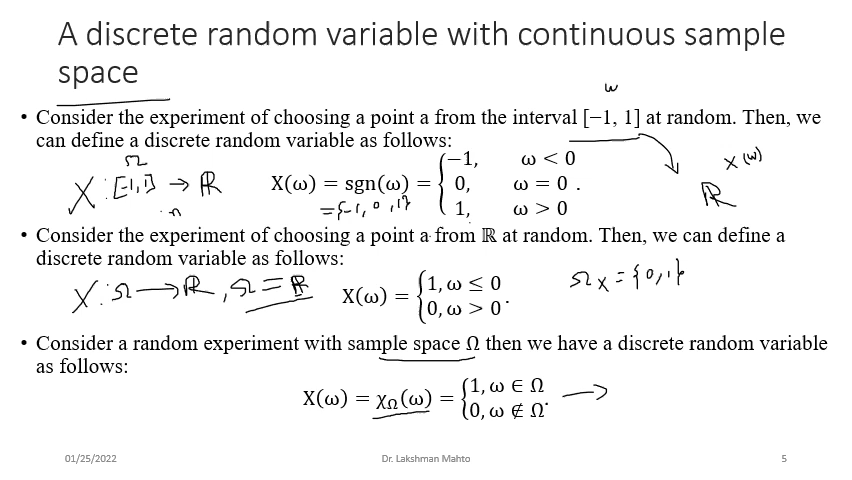 A discrete random variable with continuous sample
space
ω
• Consider the experiment of choosing a point a from the interval [−1, 1] at random. Then, we
can define a discrete random variable as follows:
Ω
X : [-1,1] → ℝ
X(ω) = sgn(ω) = { −1, ω < 0
0, ω = 0 .
1, ω > 0
= {-1, 0, 1}
X(ω)
ℝ
• Consider the experiment of choosing a point a from ℝ at random. Then, we can define a
discrete random variable as follows:
X : Ω → ℝ, Ω = ℝ
X(ω) = { 1, ω ≤ 0
0, ω > 0 .
Ω_X = {0, 1}
• Consider a random experiment with sample space Ω then we have a discrete random variable
as follows:
X(ω) = χ_Ω(ω) = { 1, ω ∈ Ω
0, ω ∉ Ω .
01/25/2022 Dr. Lakshman Mahto 5